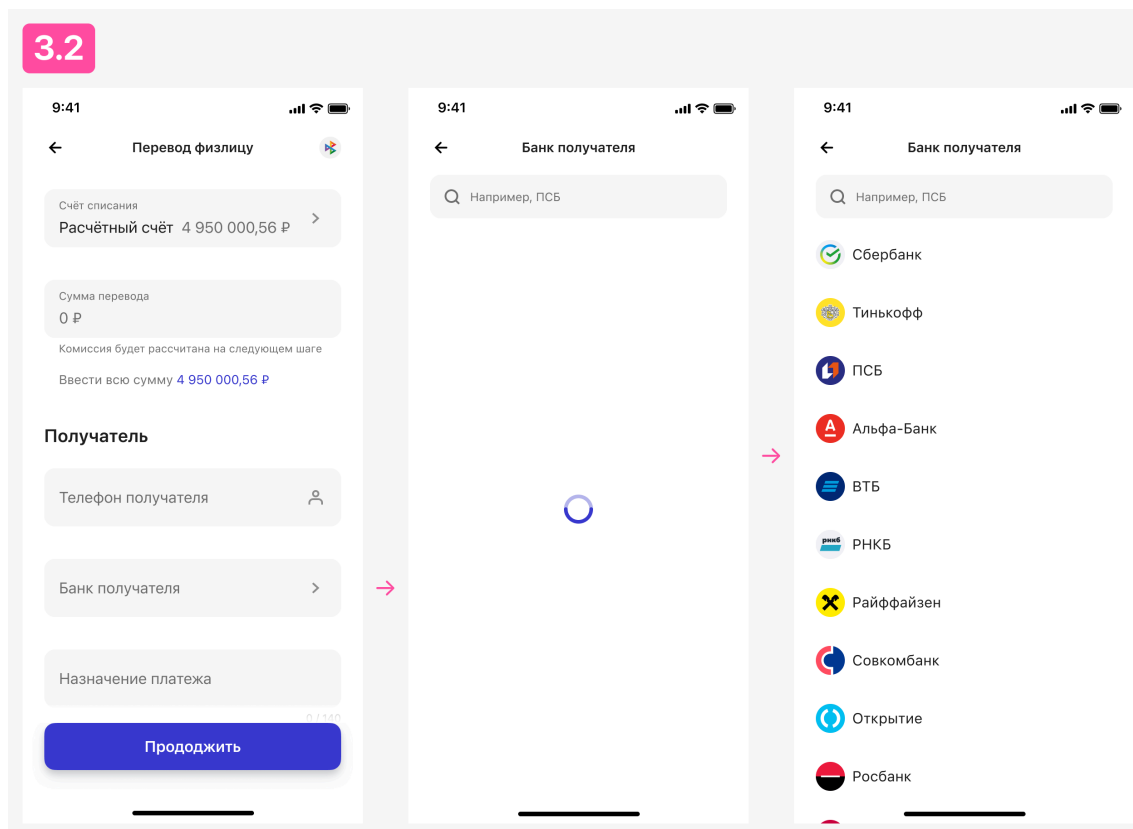 3.2
9:41
Перевод физлицу
Счёт списания
Расчётный счёт 4 950 000,56 ₽
Сумма перевода
0 ₽
Комиссия будет рассчитана на следующем шаге
Ввести всю сумму 4 950 000,56 ₽
Получатель
Телефон получателя
Банк получателя
Назначение платежа
0 / 140
Прододжить
9:41
Банк получателя
Например, ПСБ
9:41
Банк получателя
Например, ПСБ
Сбербанк
Тинькофф
ПСБ
А
Альфа-Банк
ВТБ
рнкб
РНКБ
Райффайзен
Совкомбанк
Открытие
Росбанк